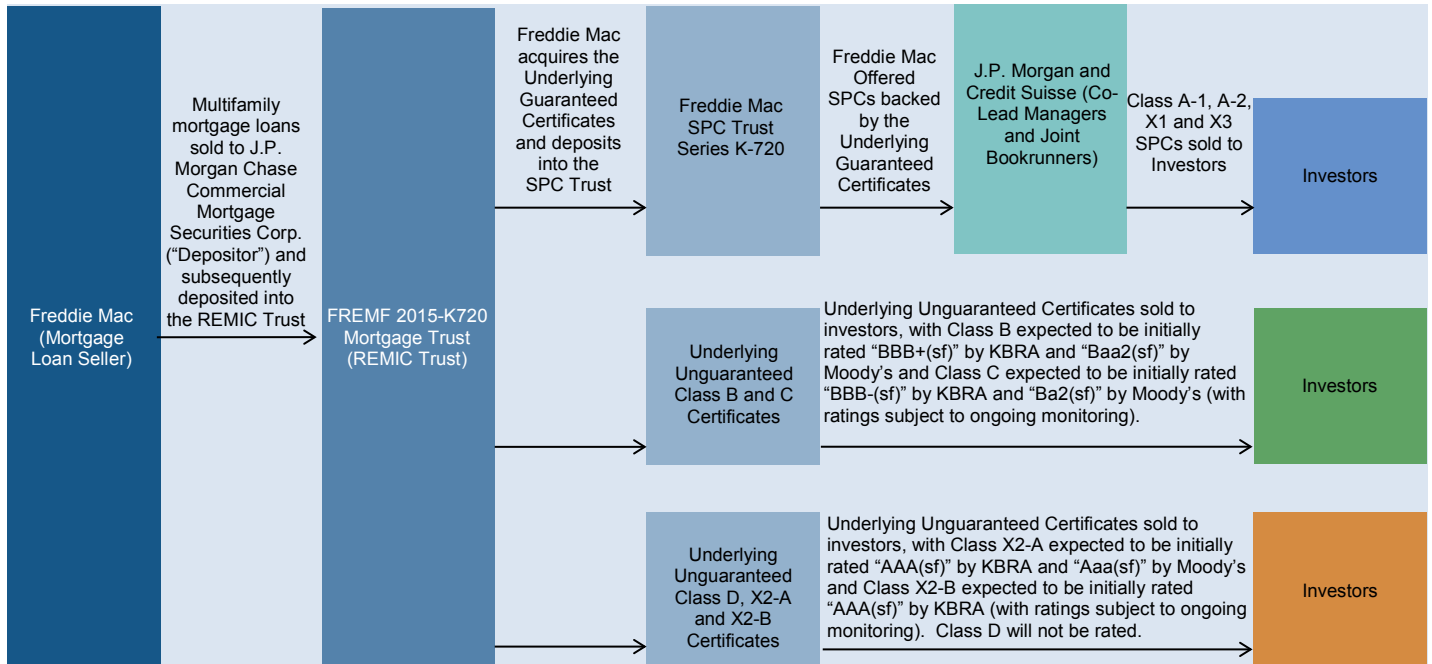 Freddie Mac
(Mortgage
Loan Seller)
Multifamily
mortgage loans
sold to J.P.
Morgan Chase
Commercial
Mortgage
Securities Corp.
(“Depositor”) and
subsequently
deposited into
the REMIC Trust
FREMF 2015-K720
Mortgage Trust
(REMIC Trust)
Freddie Mac
acquires the
Underlying
Guaranteed
Certificates
and deposits
into the
SPC Trust
Freddie Mac
SPC Trust
Series K-720
Freddie Mac
Offered
SPCs backed
by the
Underlying
Guaranteed
Certificates
J.P. Morgan and
Credit Suisse (Co-
Lead Managers
and Joint
Bookrunners)
Class A-1, A-2,
X1 and X3
SPCs sold to
Investors
Investors
Underlying
Unguaranteed
Class B and C
Certificates
Underlying Unguaranteed Certificates sold to
investors, with Class B expected to be initially
rated “BBB+(sf)” by KBRA and “Baa2(sf)” by
Moody’s and Class C expected to be initially rated
“BBB-(sf)” by KBRA and “Ba2(sf)” by Moody’s (with
ratings subject to ongoing monitoring).
Investors
Underlying
Unguaranteed
Class D, X2-A
and X2-B
Certificates
Underlying Unguaranteed Certificates sold to
investors, with Class X2-A expected to be initially
rated “AAA(sf)” by KBRA and “Aaa(sf)” by Moody’s
and Class X2-B expected to be initially rated
“AAA(sf)” by KBRA (with ratings subject to ongoing
monitoring).  Class D will not be rated.
Investors